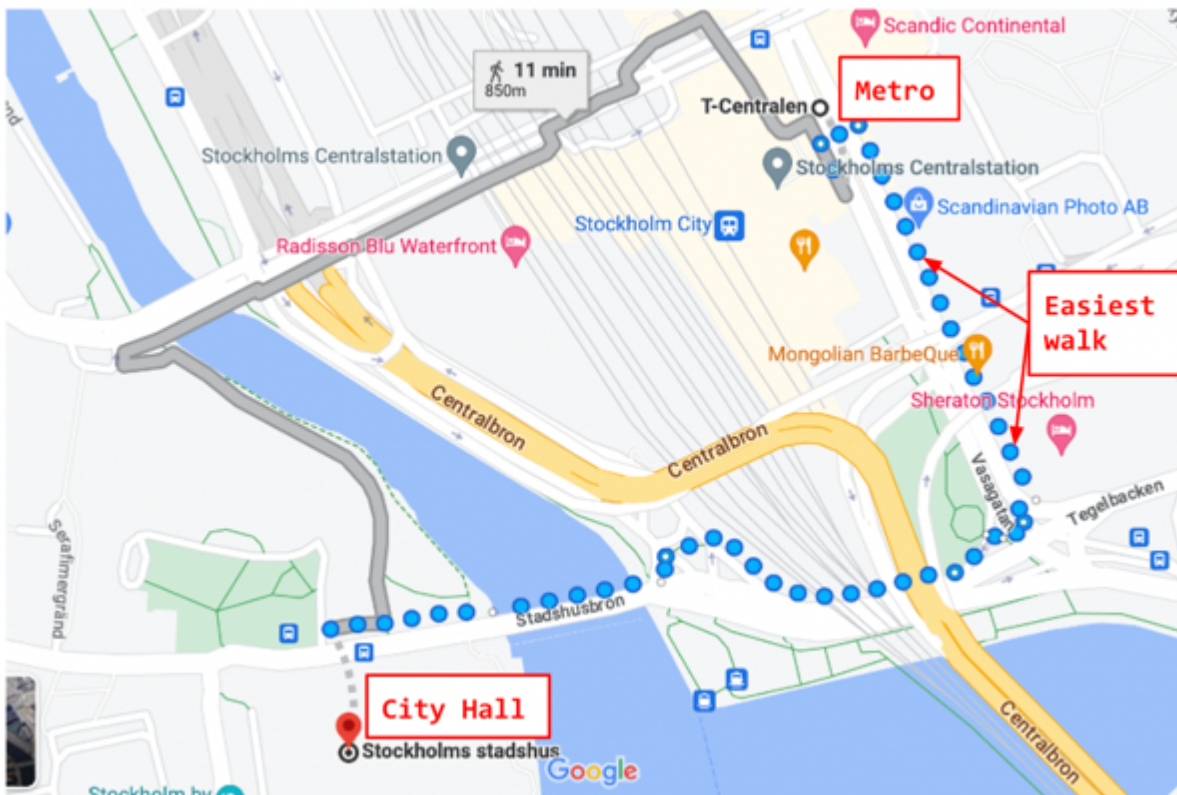 Scandic Continental
11 min
850m
Metro
T-Centralen
Stockholms Centralstation
Stockholms Centralstation
Scandinavian Photo AB
Stockholm City
Radisson Blu Waterfront
Easiest
walk
Mongolian BarbeQue
Sheraton Stockholm
Centralbron
Centralbron
Vasagatan
Tegelbacken
Serafimergränd
Stadshusbron
City Hall
Stockholms stadshus
Centralbron
Google
Stockholm by